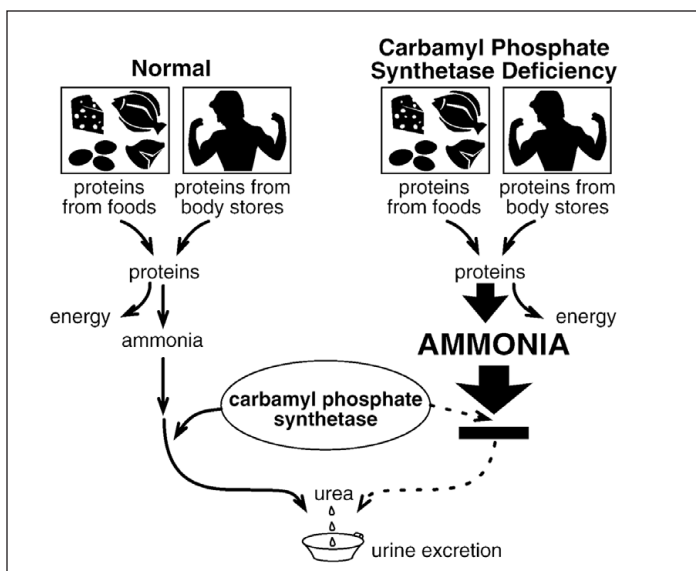 Normal
proteins
from foods
proteins from
body stores
proteins
energy
ammonia
Carbamyl Phosphate
Synthetase Deficiency
proteins
from foods
proteins from
body stores
proteins
energy
AMMONIA
carbamyl phosphate
synthetase
urea
urine excretion